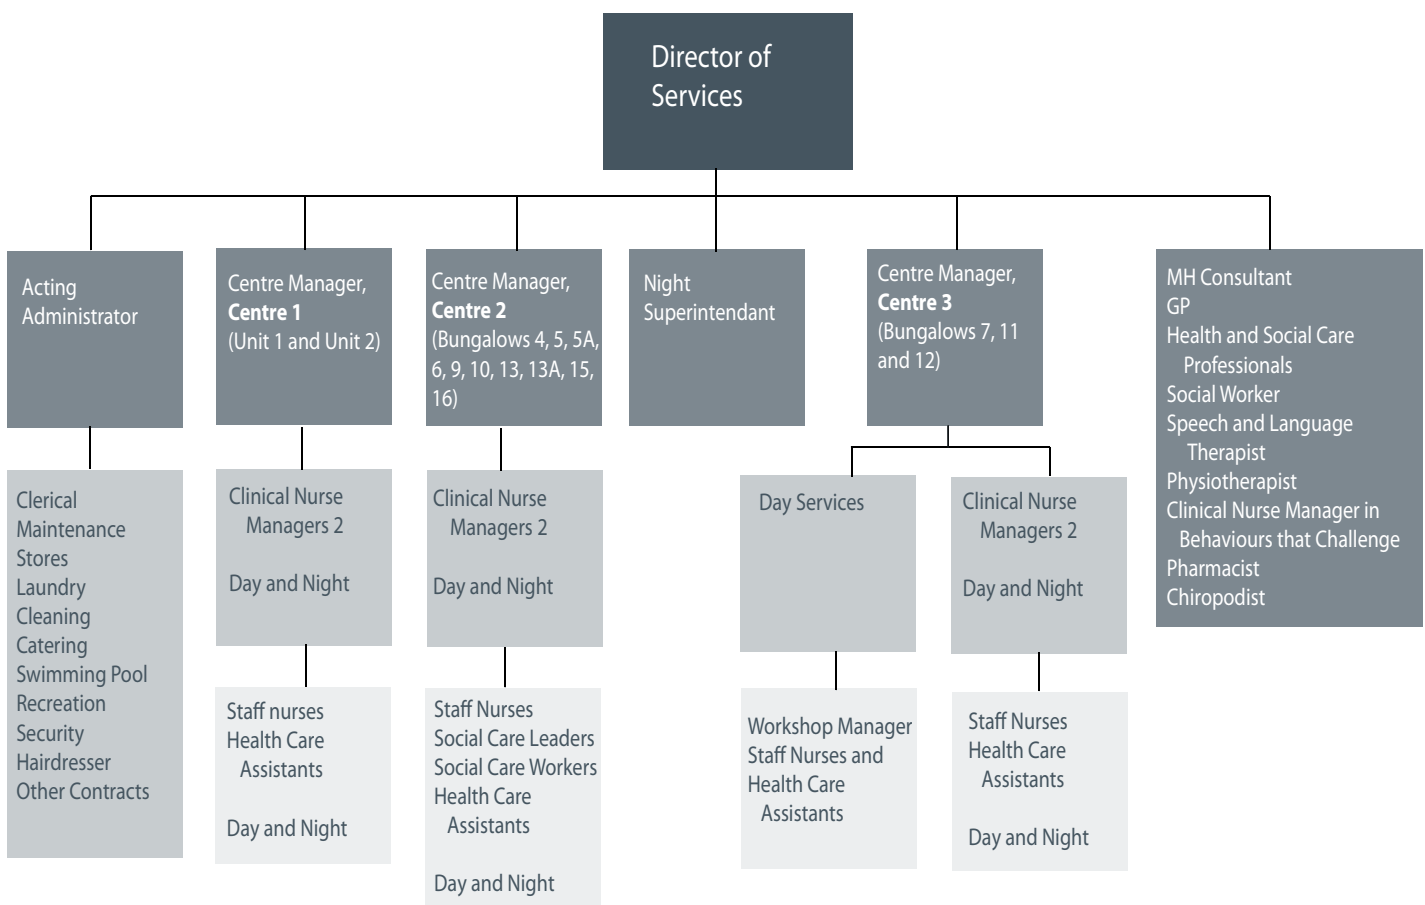 Director of
Services
Acting
Administrator
Centre Manager,
Centre 1
(Unit 1 and Unit 2)
Centre Manager,
Centre 2
(Bungalows 4, 5, 5A,
6, 9, 10, 13, 13A, 15,
16)
Night
Superintendant
Centre Manager,
Centre 3
(Bungalows 7, 11
and 12)
MH Consultant
GP
Health and Social Care
Professionals
Social Worker
Speech and Language
Therapist
Physiotherapist
Clinical Nurse Manager in
Behaviours that Challenge
Pharmacist
Chiropodist
Clerical
Maintenance
Stores
Laundry
Cleaning
Catering
Swimming Pool
Recreation
Security
Hairdresser
Other Contracts
Clinical Nurse
Managers 2
Day and Night
Clinical Nurse
Managers 2
Day and Night
Day Services
Clinical Nurse
Managers 2
Day and Night
Staff nurses
Health Care
Assistants
Day and Night
Staff Nurses
Social Care Leaders
Social Care Workers
Health Care
Assistants
Day and Night
Workshop Manager
Staff Nurses and
Health Care
Assistants
Staff Nurses
Health Care
Assistants
Day and Night